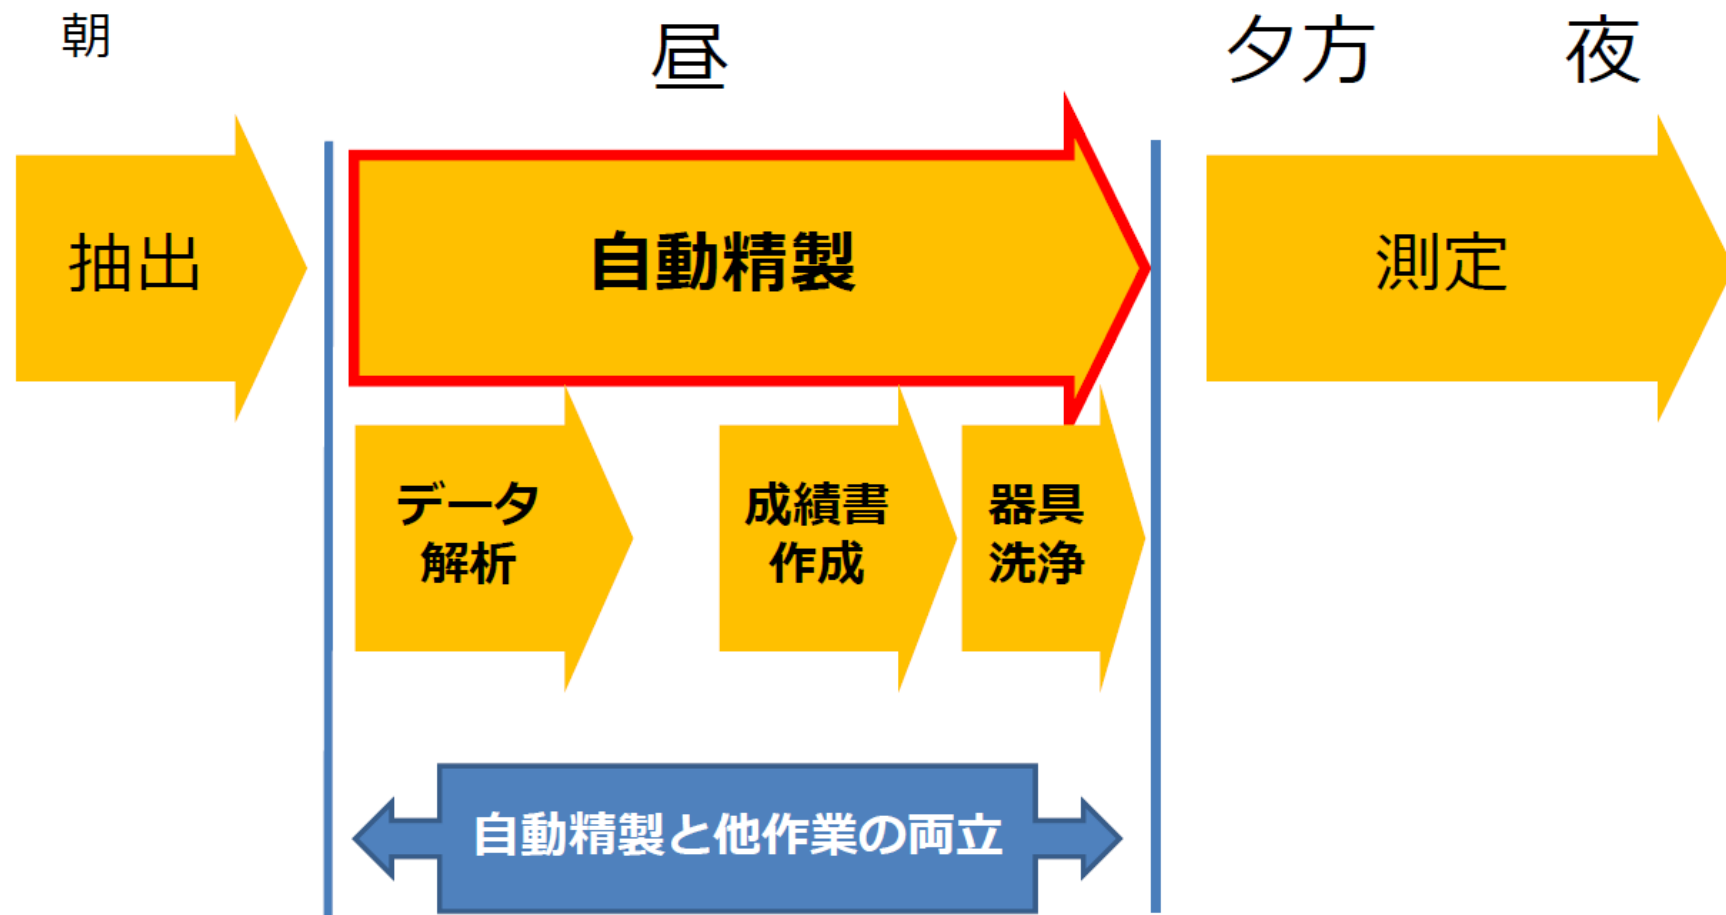 朝
昼
夕方
夜
抽出
自動精製
測定
データ
解析
成績書
作成
器具
洗浄
自動精製と他作業の両立